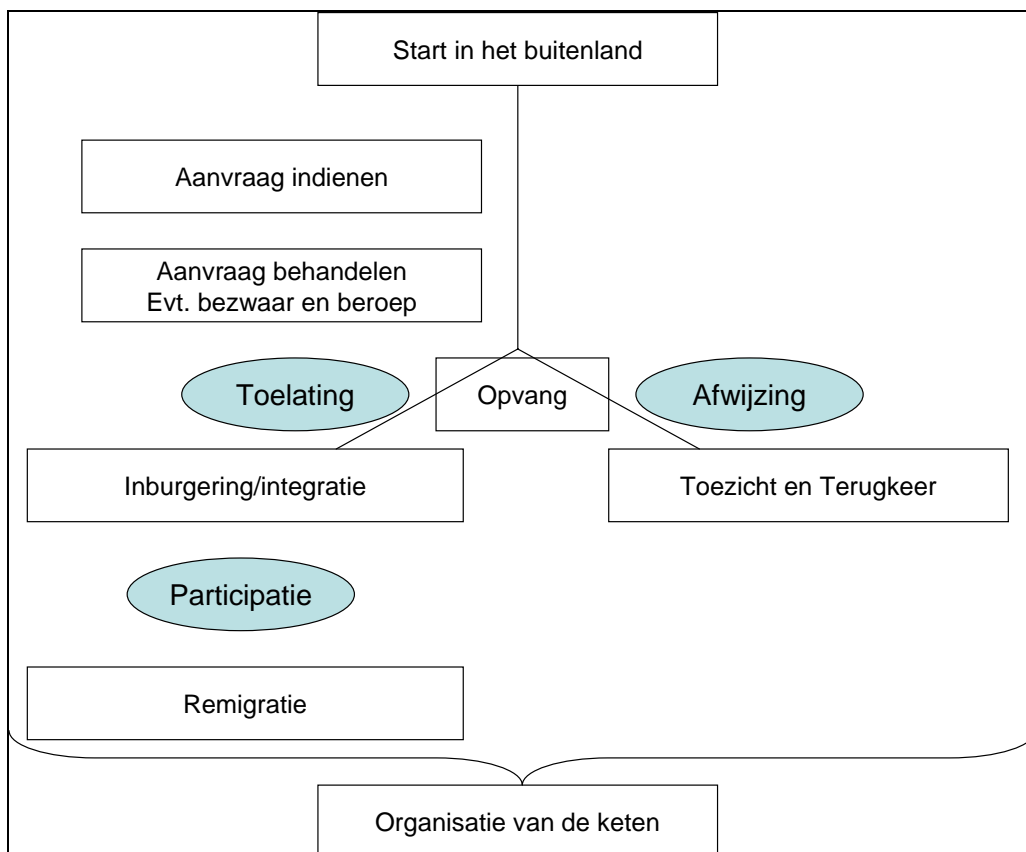 Start in het buitenland
Aanvraag indienen
Aanvraag behandelen
Evt. bezwaar en beroep
Toelating
Opvang
Afwijzing
Inburgering/integratie
Toezicht en Terugkeer
Participatie
Remigratie
Organisatie van de keten